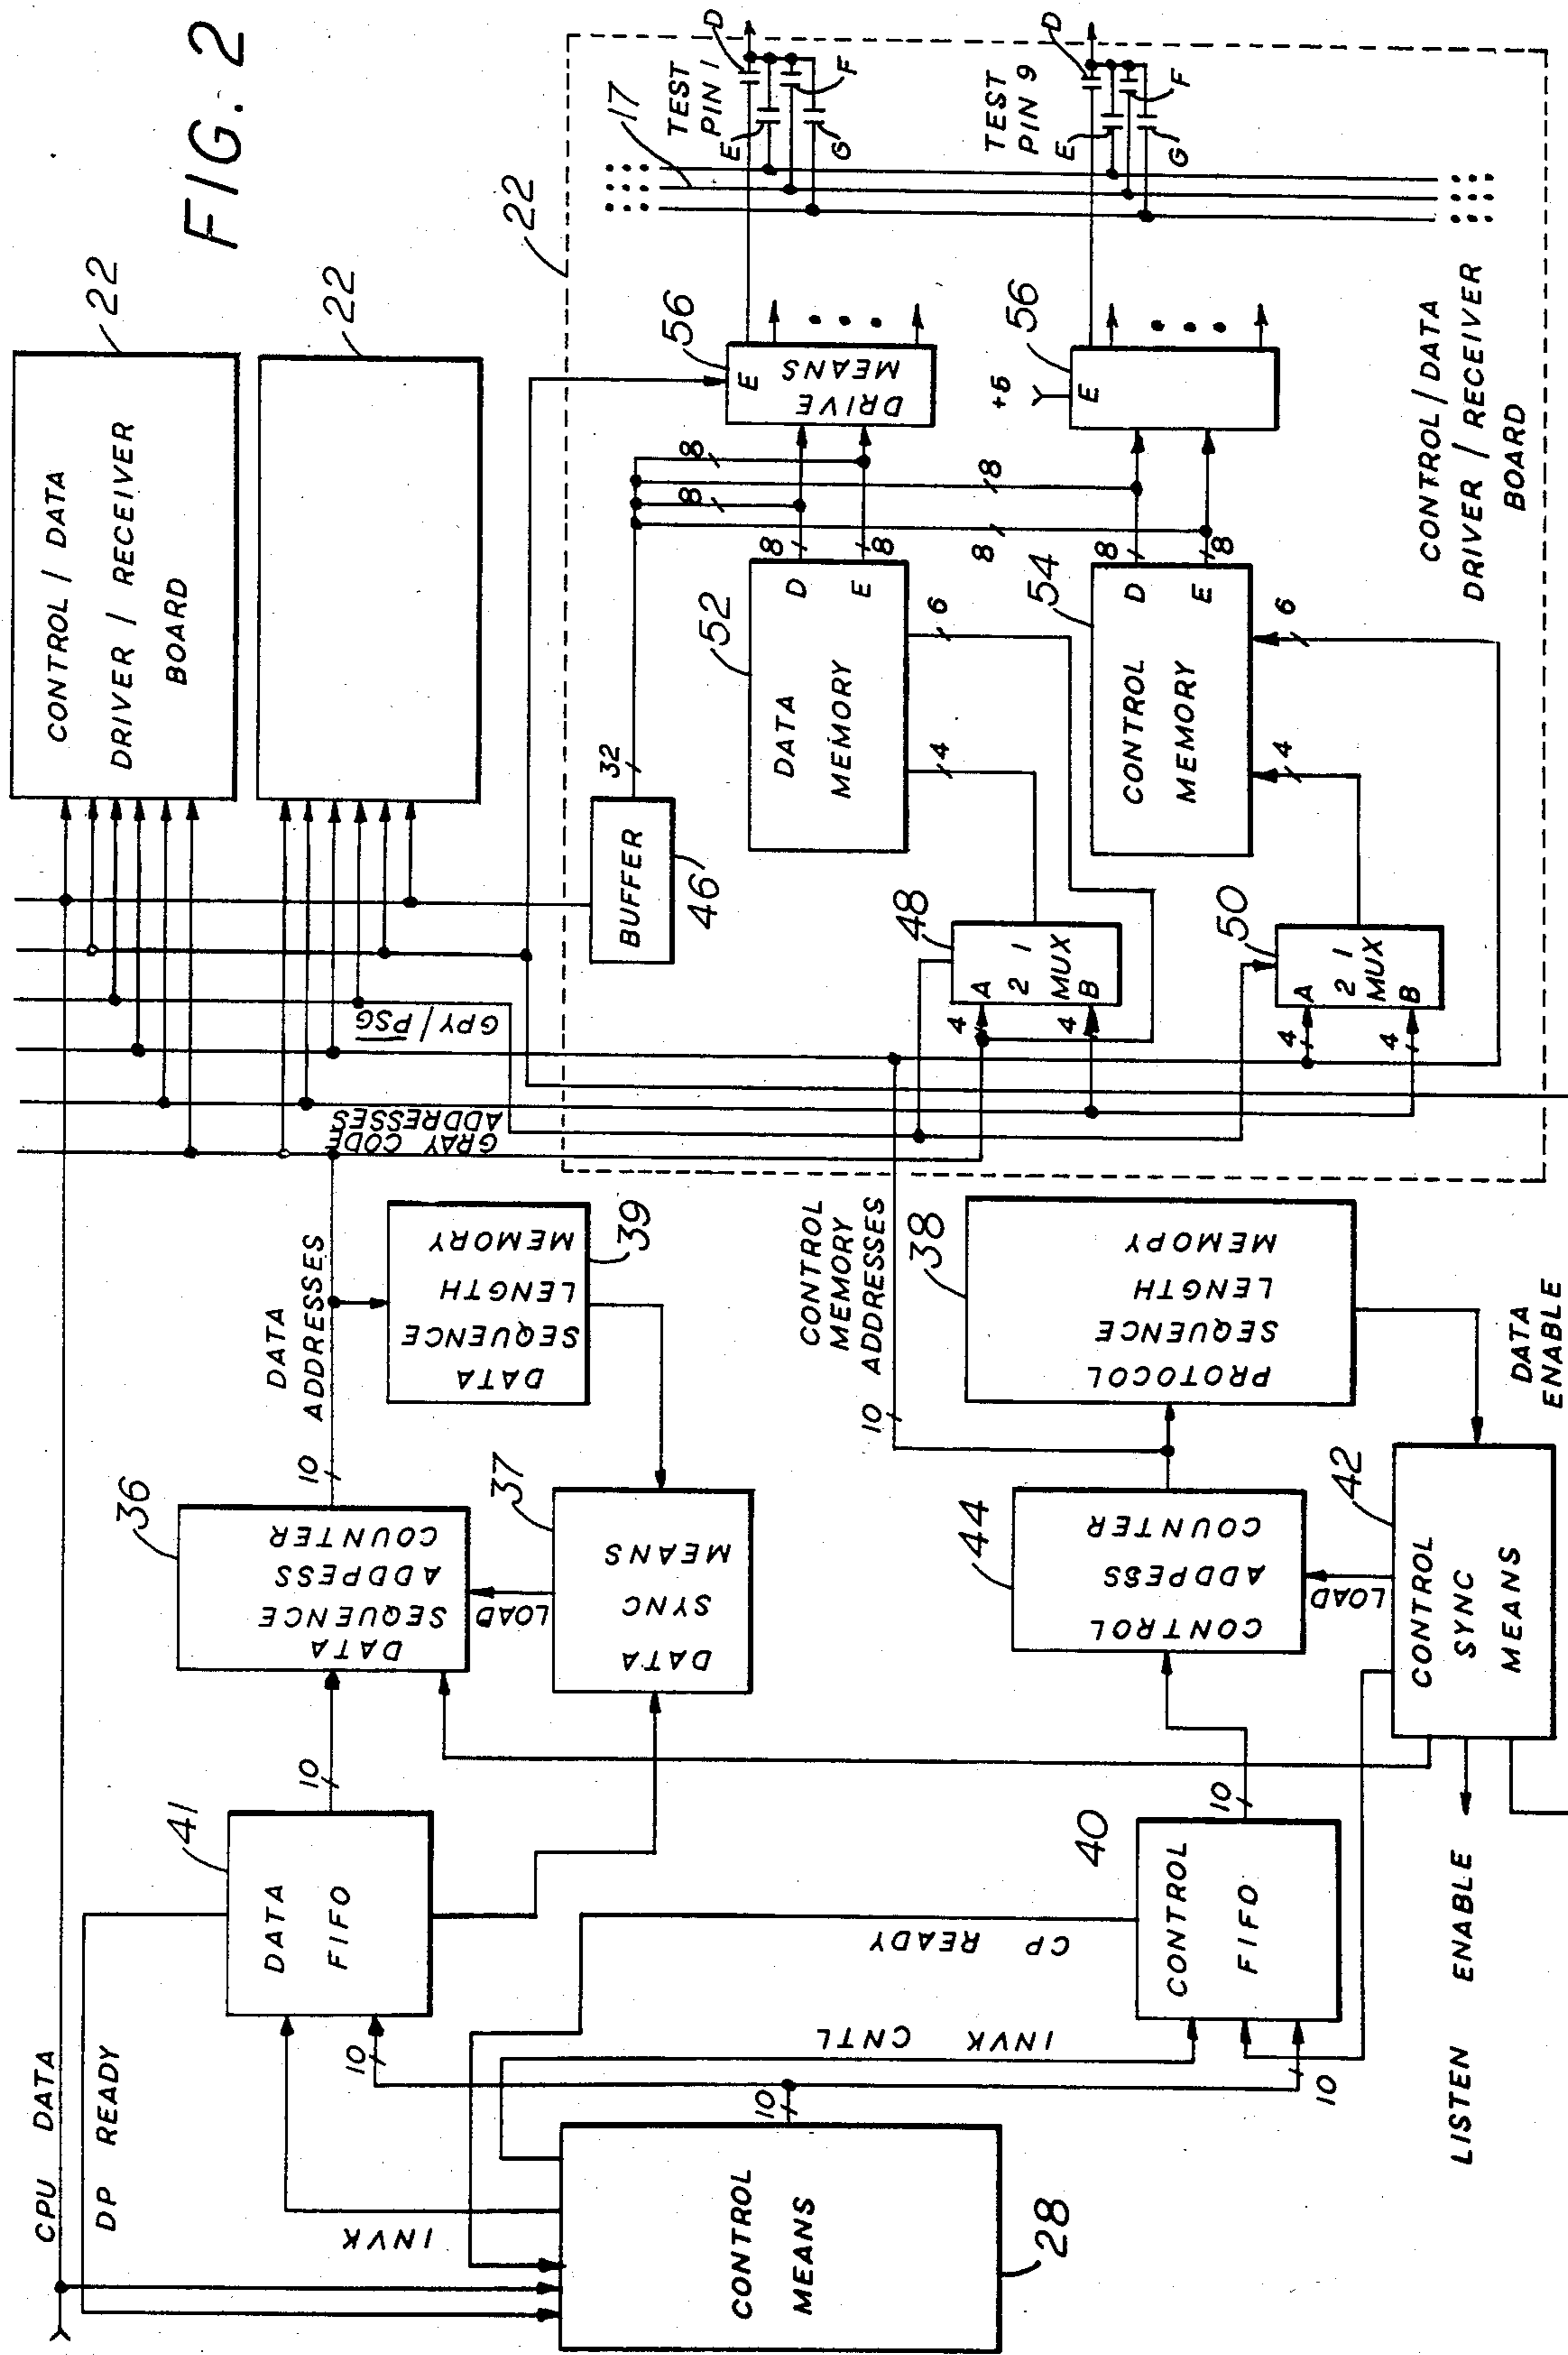 FIG. 2
CPU DATA
DP READY
INVK
CONTROL
MEANS
28
10
10
10
INVK CNTL
CP READY
DATA
FIFO
41
10
CONTROL
FIFO
40
10
LISTEN ENABLE
DATA
SEQUENCE
ADDPESS
COUNTER
36
10
LOAD
DATA
SYNC
MEANS
37
DATA
ADDRESSES
DATA
SEQUENCE
LENGTH
MEMORY
39
CONTROL
ADDPESS
COUNTER
44
LOAD
CONTROL
SYNC
MEANS
42
10
CONTROL
MEMORY
ADDRESSES
PROTOCOL
SEQUENCE
LENGTH
MEMOPY
38
DATA
ENABLE
GRAY CODE
ADDRESSES
GPY/PSG
CONTROL / DATA
DRIVER / RECEIVER
BOARD
22
22
22
BUFFER
46
32
4
A
2 1
MUX
B
4
48
4
A
2 1
MUX
B
4
50
DATA
MEMORY
D
E
52
4
6
8
8
8
8
CONTROL
MEMORY
D
E
54
4
6
8
8
8
8
DRIVE
MEANS
E
56
+5
E
56
17
TEST
PIN 1
D
E
F
G
TEST
PIN 9
D
E
F
G
CONTROL / DATA
DRIVER / RECEIVER
BOARD